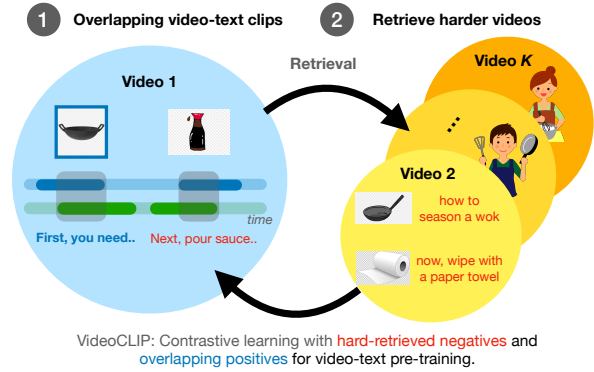 1 Overlapping video-text clips
2 Retrieve harder videos
Video 1
Retrieval
Video K
...
Video 2
how to
season a wok
time
First, you need..
Next, pour sauce..
now, wipe with
a paper towel
VideoCLIP: Contrastive learning with hard-retrieved negatives and
overlapping positives for video-text pre-training.